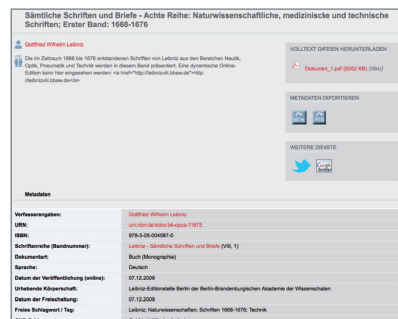 Sämtliche Schriften und Briefe - Achte Reihe: Naturwissenschaftliche, medizinische und technische
Schriften; Erster Band: 1668-1676
Gottfried Wilhelm Leibniz
Die im Zeitraum 1668 bis 1676 entstandenen Schriften von Leibniz aus den Bereichen Nautik,
Optik, Pneumatik und Technik werden in diesem Band präsentiert. Eine dynamische Online-
Edition kann hier eingesehen werden: <a href="http://leibnizviii.bbaw.de">http:
//leibnizviii.bbaw.de</a>
VOLLTEXT DATEIEN HERUNTERLADEN
Dokument_1.pdf (5052 KB) (deu)
METADATEN EXPORTIEREN
WEITERE DIENSTE
Google
Metadaten
Verfasserangaben: Gottfried Wilhelm Leibniz
URN: urn:nbn:de:kobv:b4-opus-11675
ISBN: 978-3-05-004587-0
Schriftenreihe (Bandnummer): Leibniz - Sämtliche Schriften und Briefe (VIII, 1)
Dokumentart: Buch (Monographie)
Sprache: Deutsch
Datum der Veröffentlichung (online): 07.12.2009
Urhebende Körperschaft: Leibniz-Editionsstelle Berlin der Berlin-Brandenburgischen Akademie der Wissenschaften
Datum der Freischaltung: 07.12.2009
Freies Schlagwort / Tag: Leibniz; Naturwissenschaften; Schriften 1668-1676; Technik